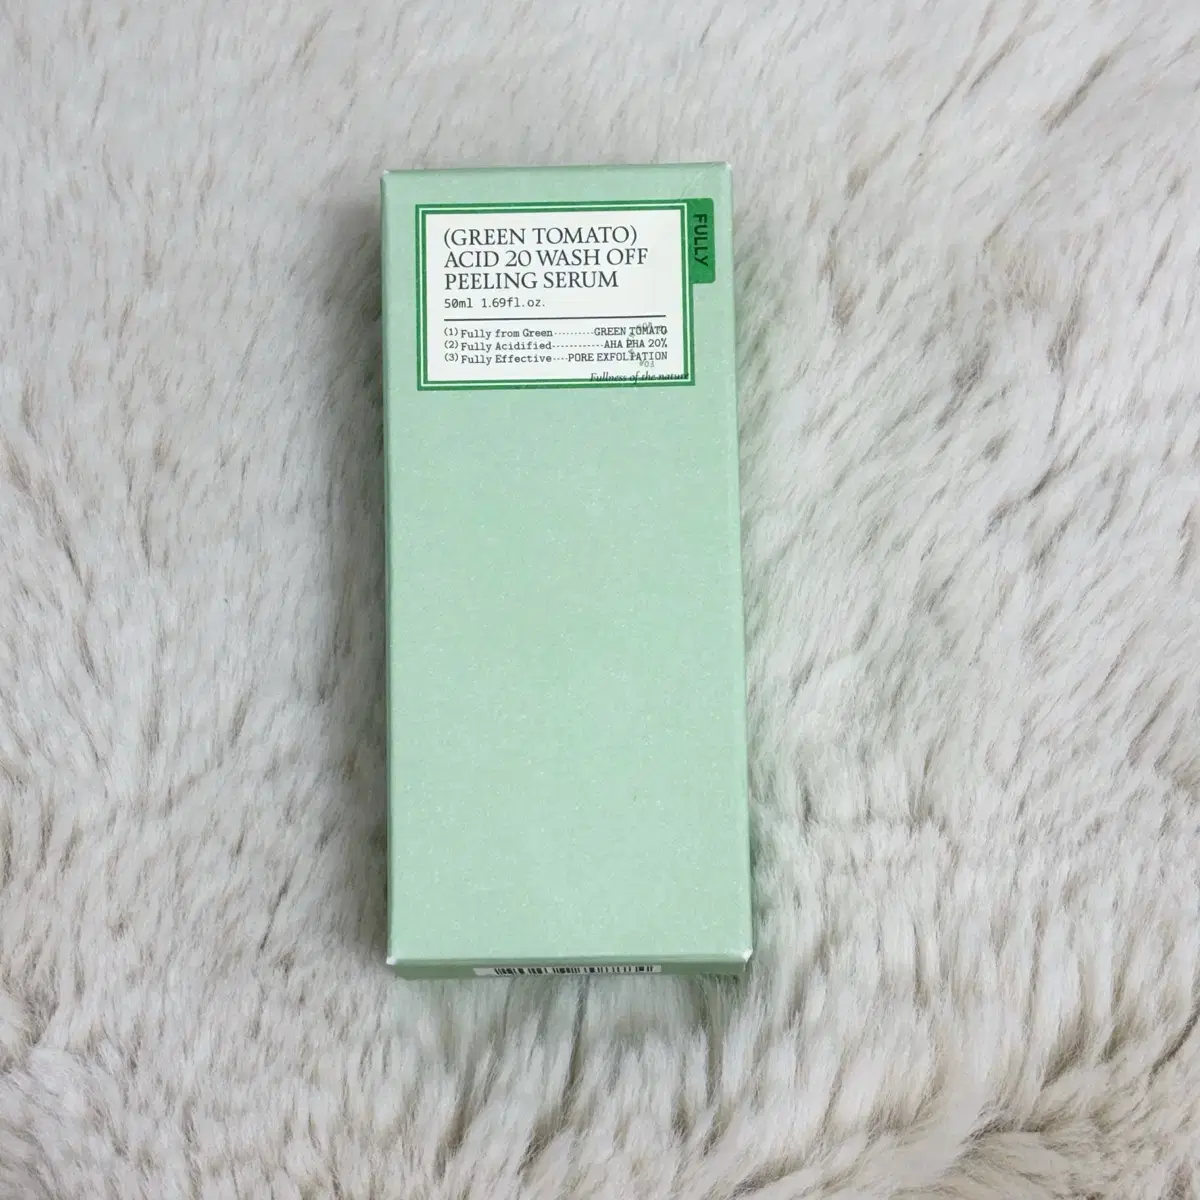 (GREEN TOMATO)
ACID 20 WASH OFF
PEELING SERUM
50ml 1.69fl.oz.
(1) Fully from Green----------GREEN TOMATO
(2) Fully Acidified------------AHA PHA 20%
(3) Fully Effective----PORE EXFOLIATION
Fullness of the nature
FULLY